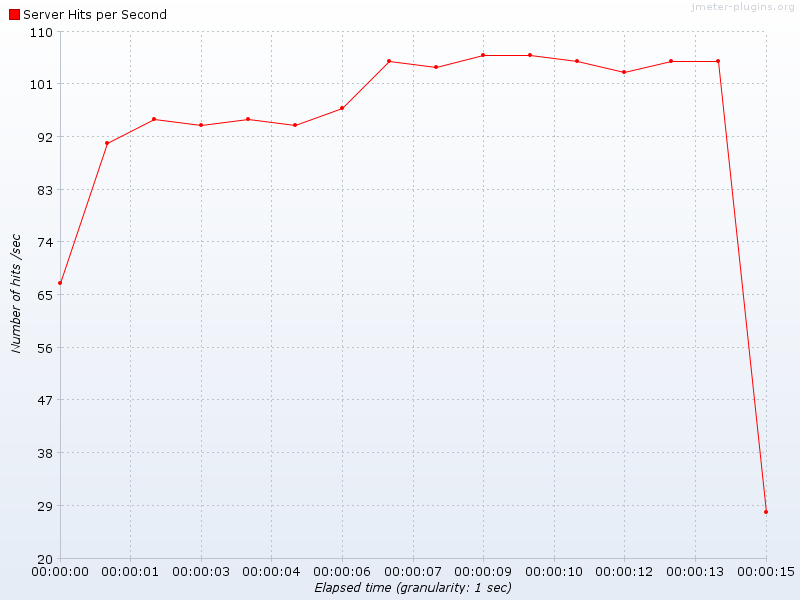 jmeter-plugins.org
Server Hits per Second
110
101
92
83
74
65
56
47
38
29
20
Number of hits /sec
00:00:00 00:00:01 00:00:03 00:00:04 00:00:06 00:00:07 00:00:09 00:00:10 00:00:12 00:00:13 00:00:15
Elapsed time (granularity: 1 sec)